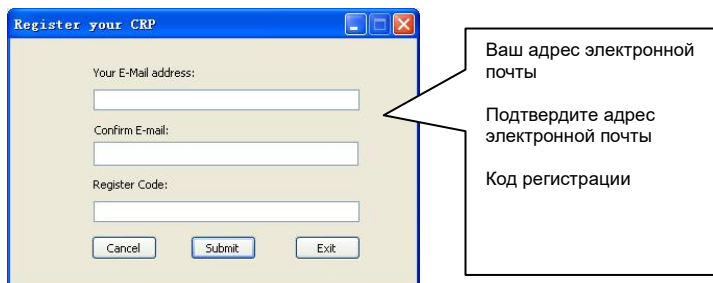 Register your CRP
Your E-Mail address:
Confirm E-mail:
Register Code:
Cancel Submit Exit
Ваш адрес электронной
почты
Подтвердите адрес
электронной почты
Код регистрации